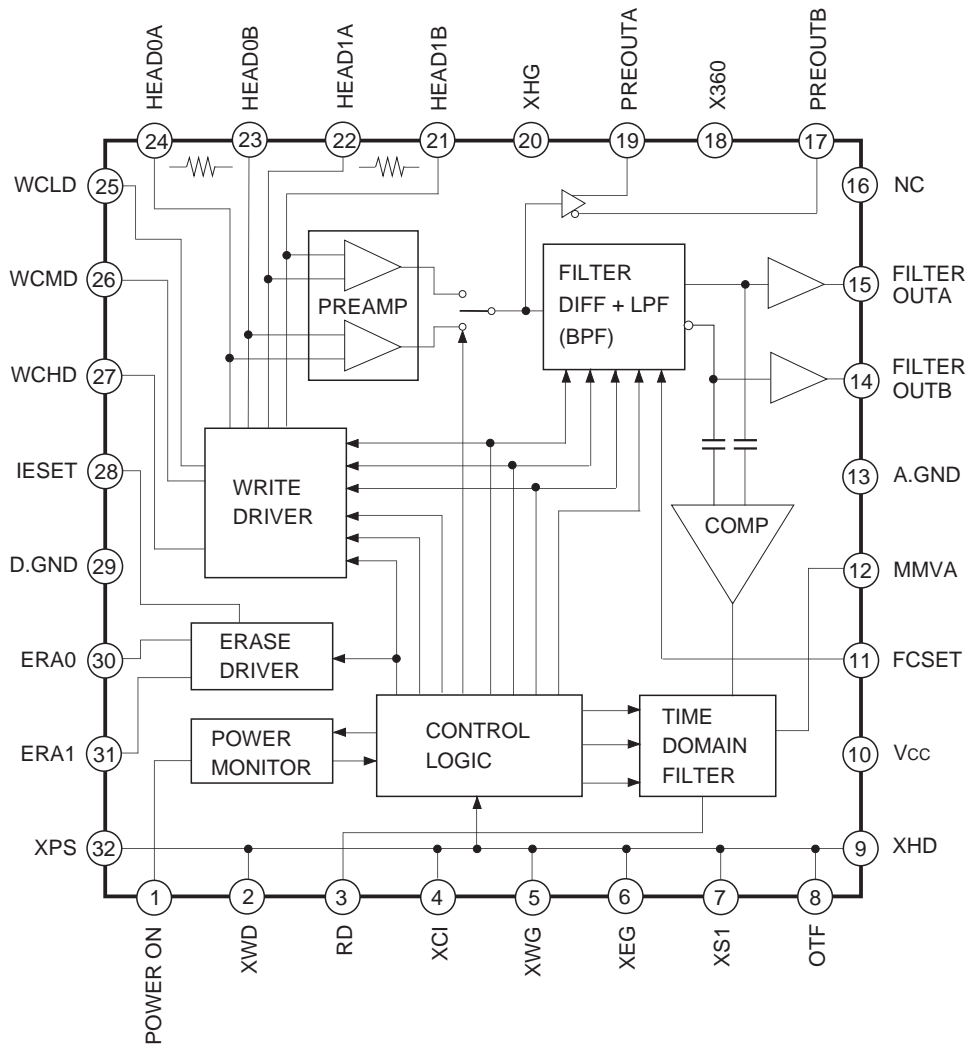 HEAD0A
HEAD0B
HEAD1A
HEAD1B
XHG
PREOUTA
X360
PREOUTB
24
23
22
21
20
19
18
17
WCLD
25
16
NC
WCMD
26
PREAMP
FILTER
DIFF + LPF
(BPF)
15
FILTER
OUTA
WCHD
27
14
FILTER
OUTB
IESET
28
WRITE
DRIVER
13
A.GND
COMP
D.GND
29
12
MMVA
ERA0
30
ERASE
DRIVER
11
FCSET
ERA1
31
POWER
MONITOR
CONTROL
LOGIC
TIME
DOMAIN
FILTER
10
VCC
XPS
32
9
XHD
1
2
3
4
5
6
7
8
POWER ON
XWD
RD
XCI
XWG
XEG
XS1
OTF